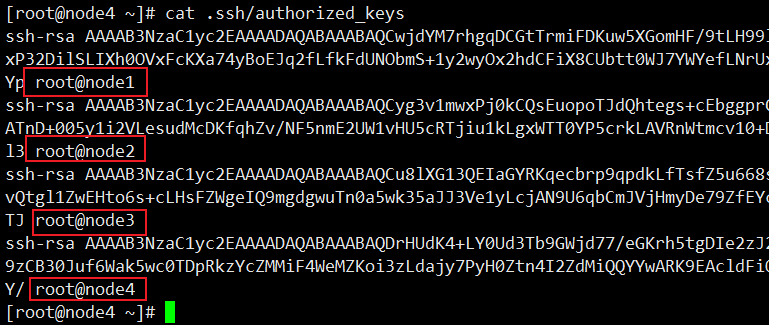 [root@node4 ~]# cat .ssh/authorized_keys
ssh-rsa AAAAB3NzaC1yc2EAAAADAQABAAABAQCwjdYM7rhgqDCGtTrmiFDKuw5XGomHF/9tLH99
xP32DilSLIXh0OVxFcKXa74yBoEJq2fLfkFdUNObmS+1y2wyOx2hdCFiX8CUbtt0WJ7YWYefLNrU
Yp root@node1
ssh-rsa AAAAB3NzaC1yc2EAAAADAQABAAABAQCyg3v1mwxPj0kCQsEuopoTJdQhtegs+cEbggpr
ATnD+005y1i2VLesudMcDKfqhZv/NF5nmE2UW1vHU5cRTjiu1kLgxWTT0YP5crkLAVRnWtmcv10+
l3 root@node2
ssh-rsa AAAAB3NzaC1yc2EAAAADAQABAAABAQCu8lXG13QEIaGYRKqecbrp9qpdkLfTsfZ5u668s
vQtgl1ZwEHto6s+cLHsFZWgeIQ9mgdgwuTn0a5wk35aJJ3Ve1yLcjAN9U6qbCmJVjHmyDe79ZfEY
TJ root@node3
ssh-rsa AAAAB3NzaC1yc2EAAAADAQABAAABAQDrHUdK4+LY0Ud3Tb9GWjd77/eGKrh5tgDIe2zJ
9zCB30Juf6Wak5wc0TDpRkzYcZMMiF4WeMZKoi3zLdajy7PyH0Ztn4I2ZdMiQQYYwARK9EAcldFi
Y/ root@node4
[root@node4 ~]#